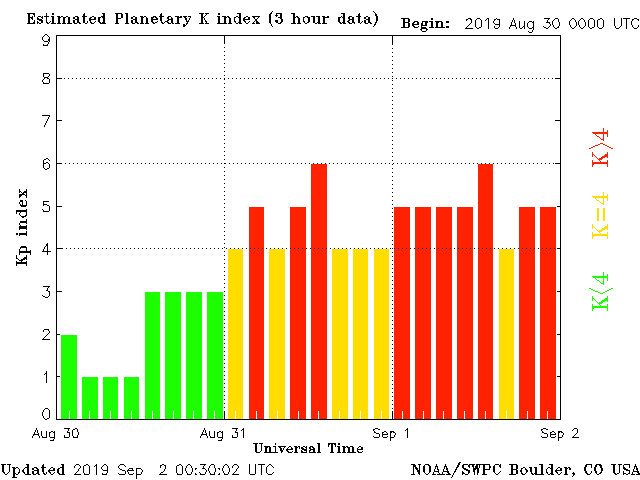 Estimated Planetary K index (3 hour data)
Begin: 2019 Aug 30 0000 UTC
9
8
7
6
5
4
3
2
1
0
Kp index
K>4
K=4
K<4
Aug 30 Aug 31 Sep 1 Sep 2
Universal Time
Updated 2019 Sep 2 00:30:02 UTC
NOAA/SWPC Boulder, CO USA